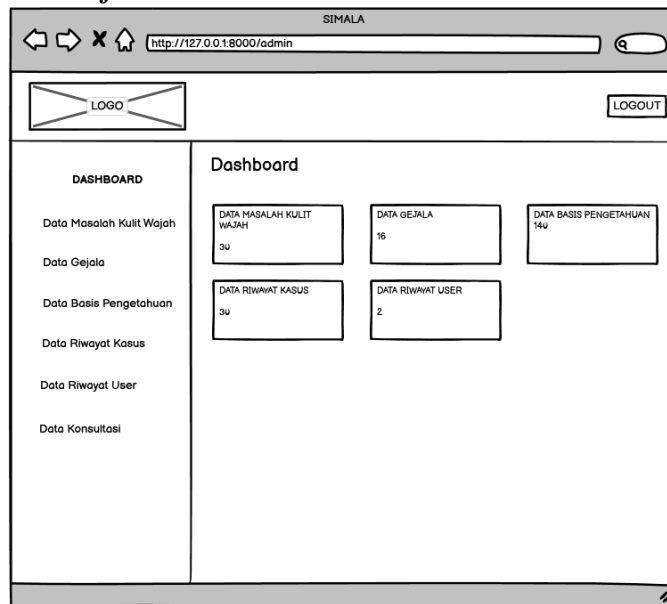 SIMALA
http://127.0.0.1:8000/admin
LOGO
LOGOUT
DASHBOARD
Data Masalah Kulit Wajah
Data Gejala
Data Basis Pengetahuan
Data Riwayat Kasus
Data Riwayat User
Data Konsultasi
Dashboard
DATA MASALAH KULIT
WAJAH
30
DATA GEJALA
16
DATA BASIS PENGETAHUAN
140
DATA RIWAYAT KASUS
30
DATA RIWAYAT USER
2